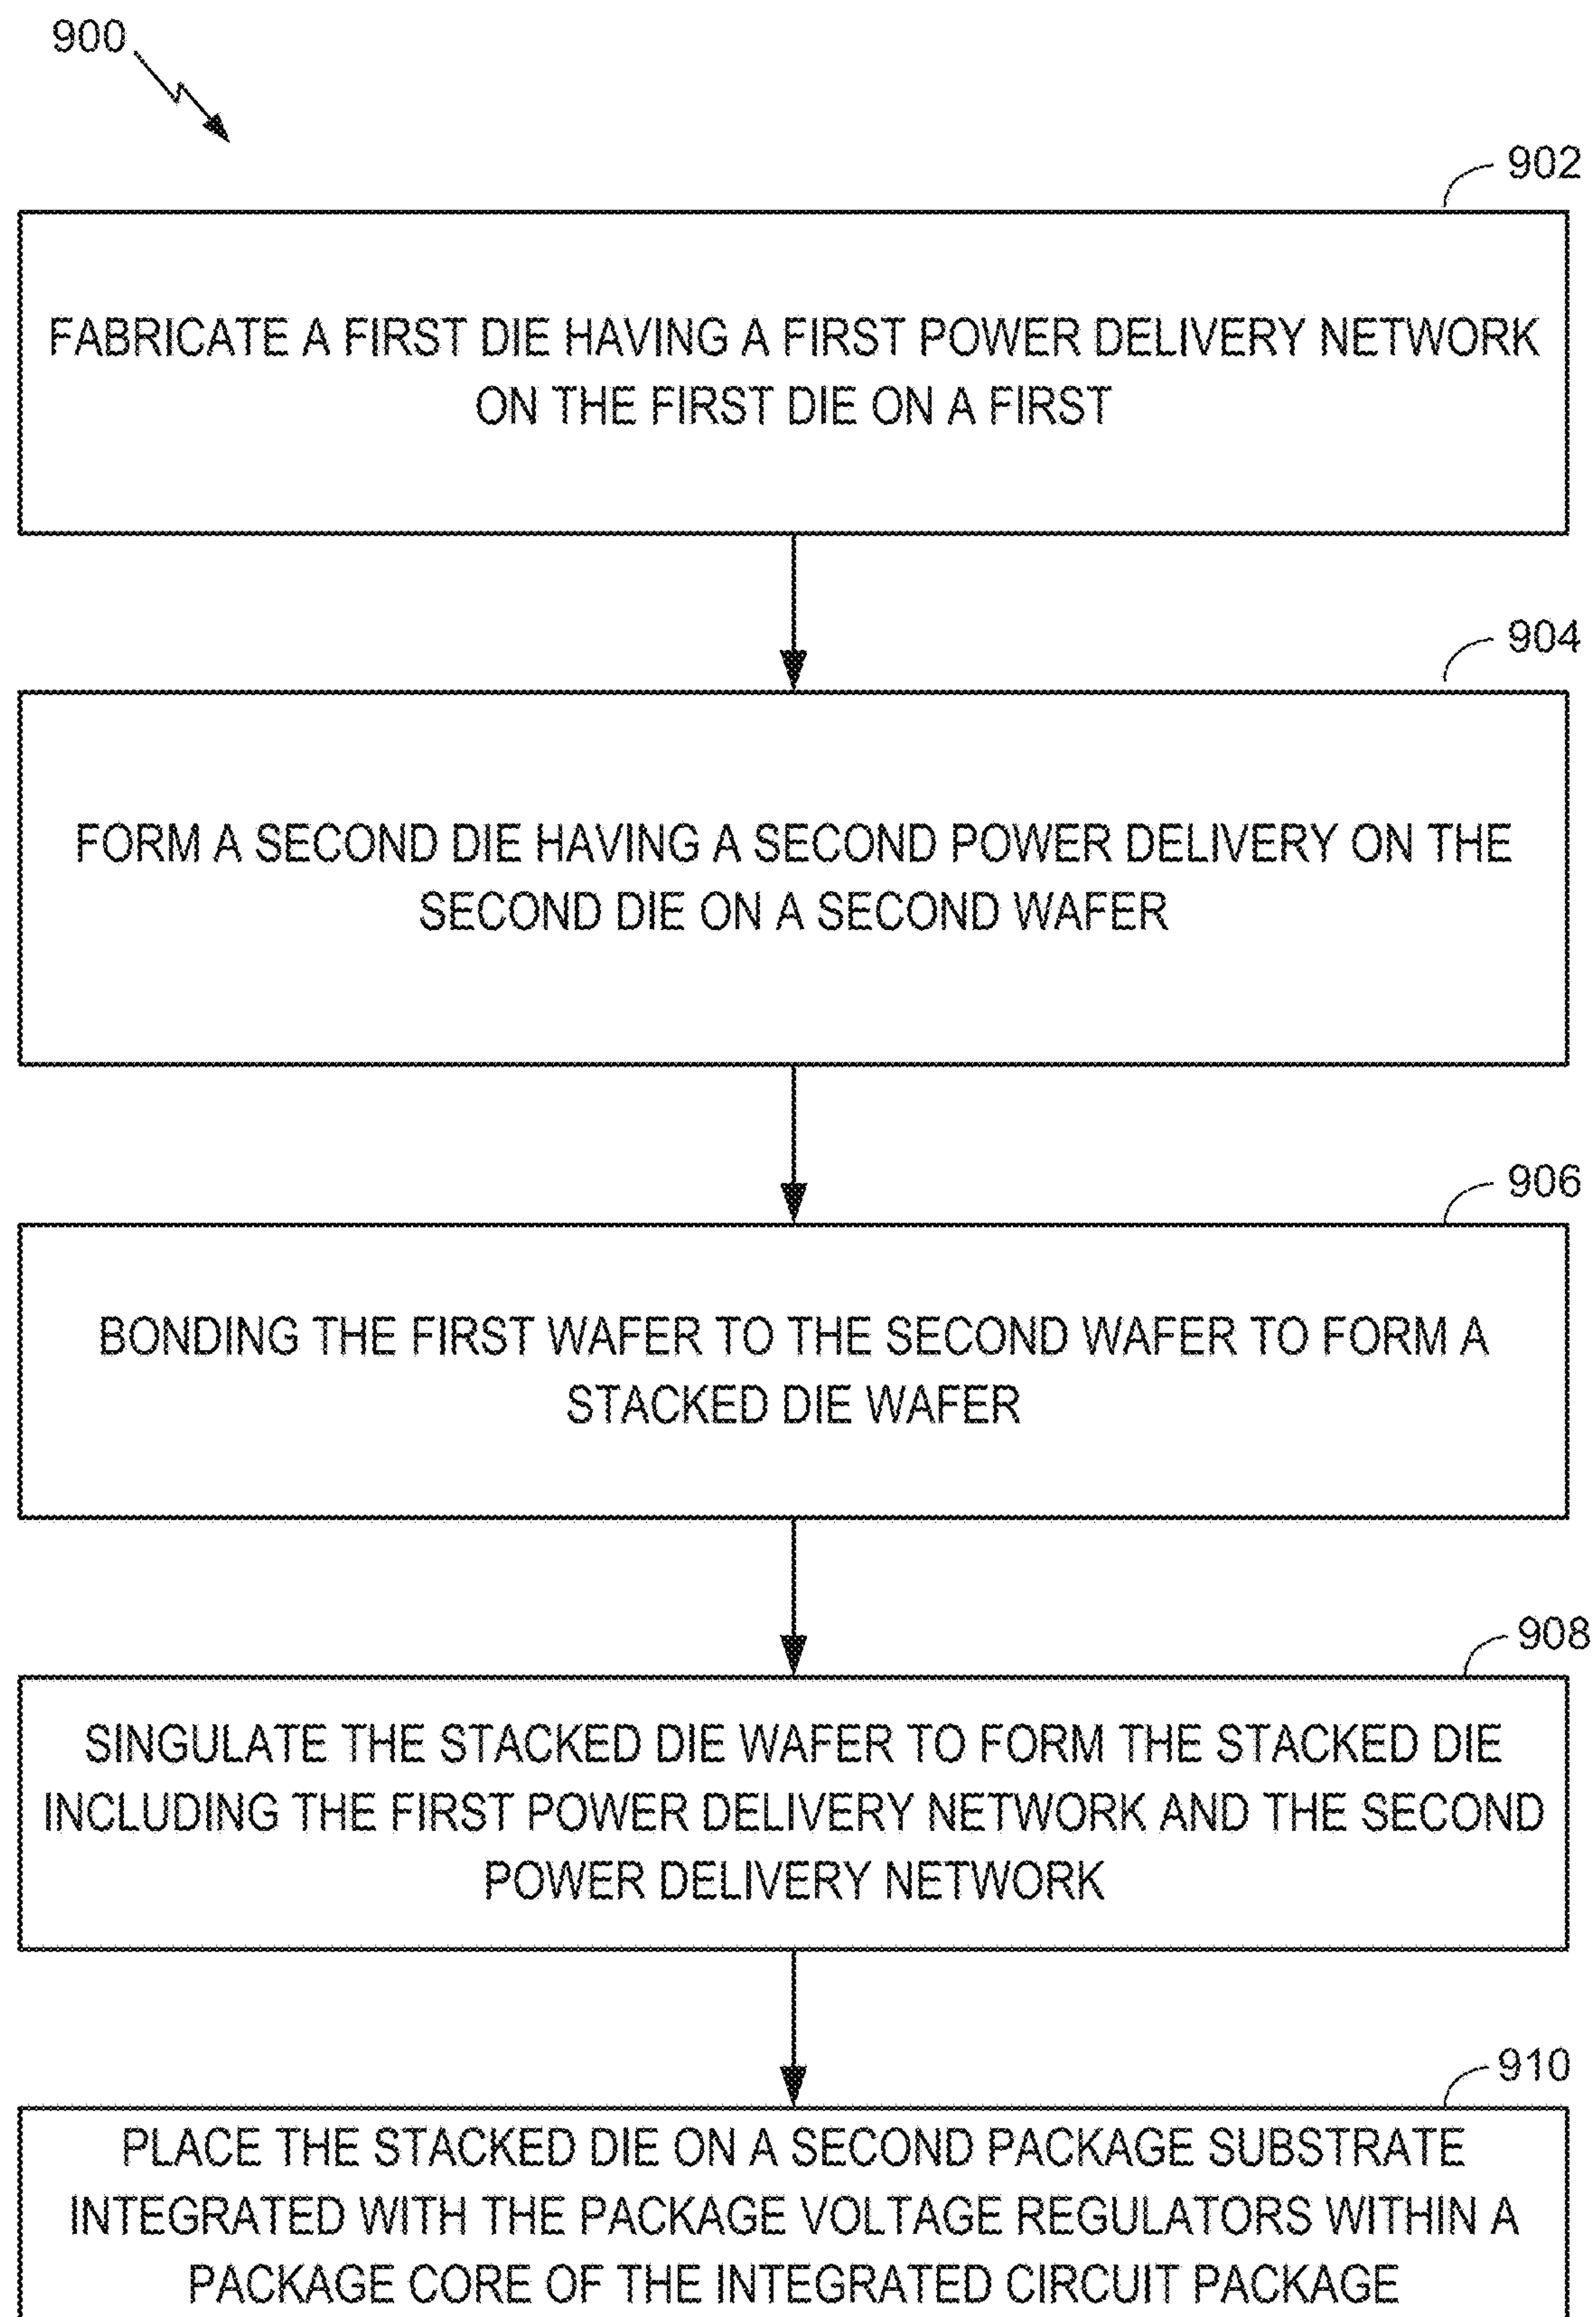 900
902
FABRICATE A FIRST DIE HAVING A FIRST POWER DELIVERY NETWORK
ON THE FIRST DIE ON A FIRST
904
FORM A SECOND DIE HAVING A SECOND POWER DELIVERY ON THE
SECOND DIE ON A SECOND WAFER
906
BONDING THE FIRST WAFER TO THE SECOND WAFER TO FORM A
STACKED DIE WAFER
908
SINGULATE THE STACKED DIE WAFER TO FORM THE STACKED DIE
INCLUDING THE FIRST POWER DELIVERY NETWORK AND THE SECOND
POWER DELIVERY NETWORK
910
PLACE THE STACKED DIE ON A SECOND PACKAGE SUBSTRATE
INTEGRATED WITH THE PACKAGE VOLTAGE REGULATORS WITHIN A
PACKAGE CORE OF THE INTEGRATED CIRCUIT PACKAGE